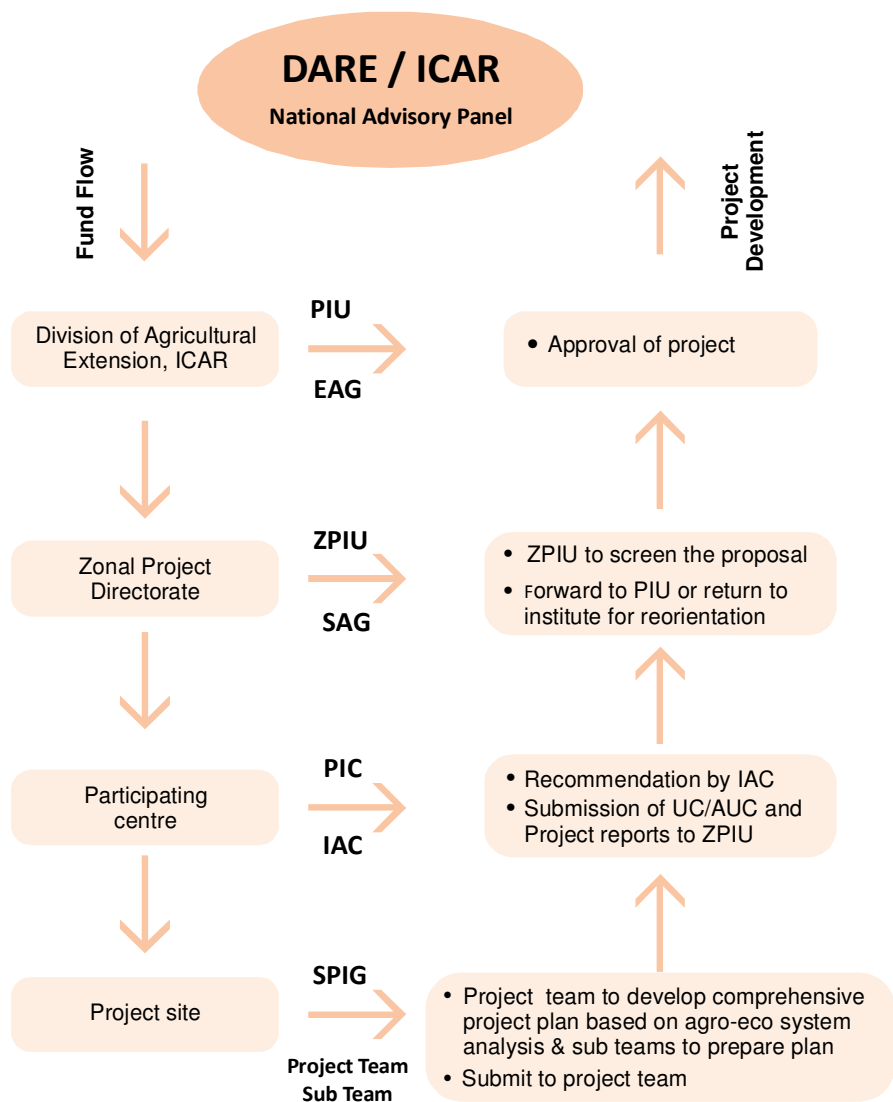 DARE / ICAR
National Advisory Panel
Fund Flow
Project
Development
Division of Agricultural
Extension, ICAR
PIU
EAG
• Approval of project
Zonal Project
Directorate
ZPIU
SAG
• ZPIU to screen the proposal
• Forward to PIU or return to
institute for reorientation
Participating
centre
PIC
IAC
• Recommendation by IAC
• Submission of UC/AUC and
Project reports to ZPIU
Project site
SPIG
Project Team
Sub Team
• Project team to develop comprehensive
project plan based on agro-eco system
analysis & sub teams to prepare plan
• Submit to project team